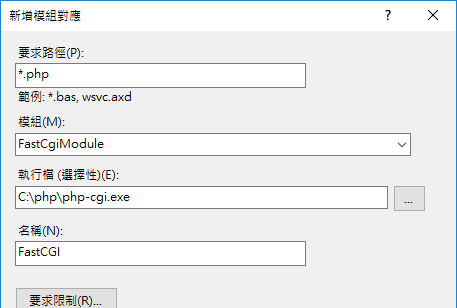 新增模組對應
?
要求路徑(P):
*.php
範例: *.bas, wsvc.axd
模組(M):
FastCgiModule
執行檔 (選擇性)(E):
C:\php\php-cgi.exe
...
名稱(N):
FastCGI
要求限制(R)...